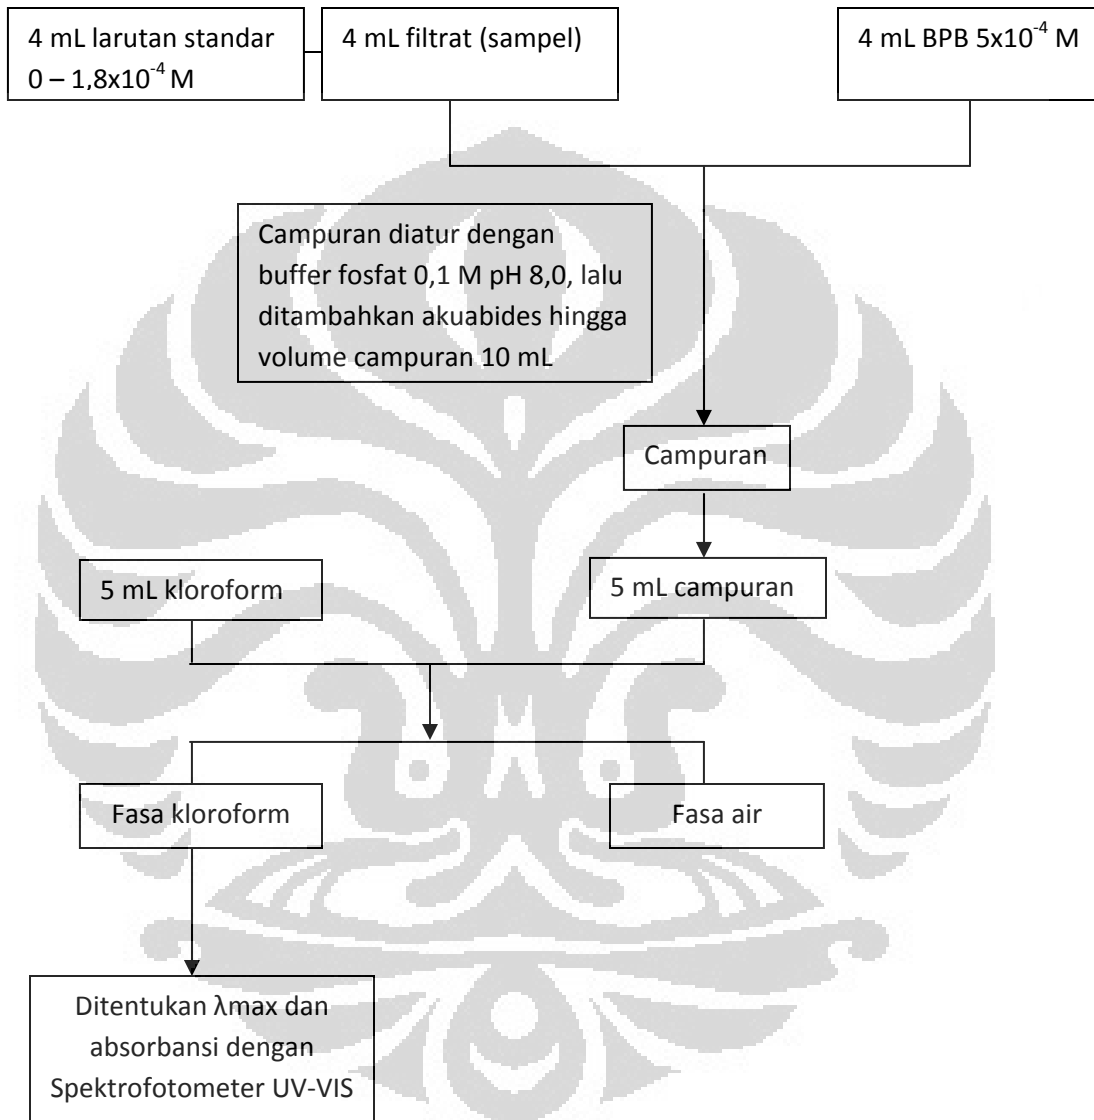 4 mL larutan standar
0 – 1,8x10⁻⁴ M
4 mL filtrat (sampel)
4 mL BPB 5x10⁻⁴ M
Campuran diatur dengan
buffer fosfat 0,1 M pH 8,0, lalu
ditambahkan akuabides hingga
volume campuran 10 mL
Campuran
5 mL kloroform
5 mL campuran
Fasa kloroform
Fasa air
Ditentukan λmax dan
absorbansi dengan
Spektrofotometer UV-VIS